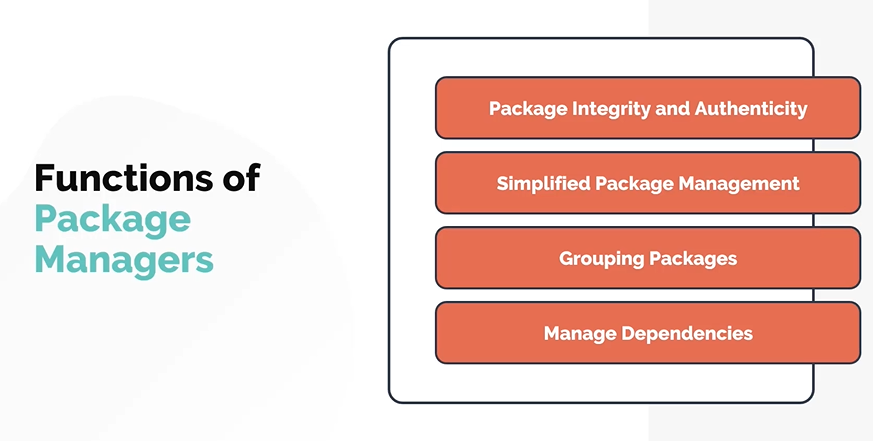 Functions of
Package
Managers
Package Integrity and Authenticity
Simplified Package Management
Grouping Packages
Manage Dependencies